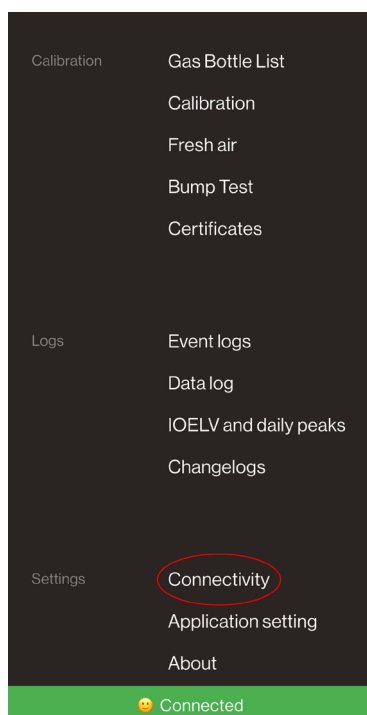 Calibration Gas Bottle List
Calibration
Fresh air
Bump Test
Certificates
Logs Event logs
Data log
IOELV and daily peaks
Changelogs
Settings Connectivity
Application setting
About
🙂 Connected